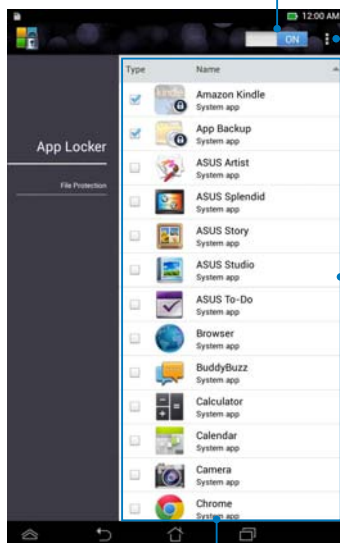 12:00 AM
ON
Type Name
Amazon Kindle
System app
App Backup
System app
App Locker
ASUS Artist
System app
File Protection
ASUS Splendid
System app
ASUS Story
System app
ASUS Studio
System app
ASUS To-Do
System app
Browser
System app
BuddyBuzz
System app
Calculator
System app
Calendar
System app
Camera
System app
Chrome
System app